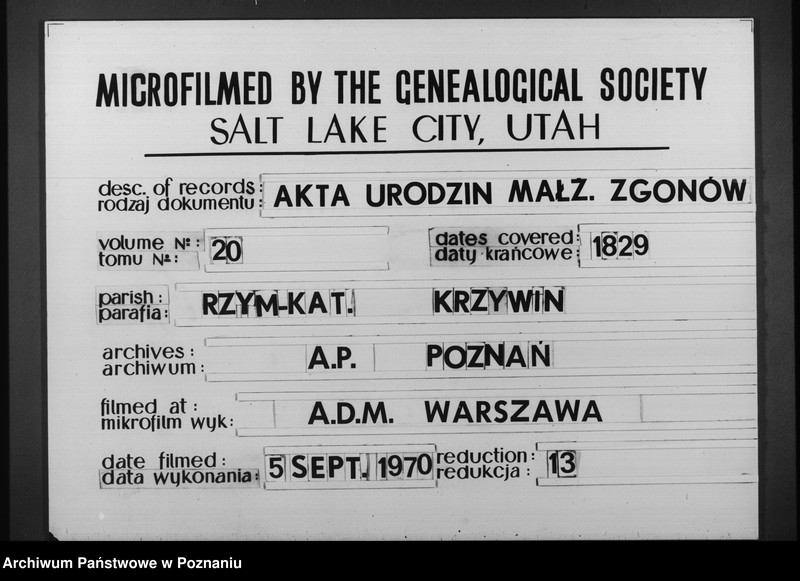 MICROFILMED BY THE GENEALOGICAL SOCIETY
SALT LAKE CITY, UTAH
desc. of records: AKTA URODZIN MAŁŻ. ZGONÓW
rodzaj dokumentu:
volume №: 20 dates covered: 1829
tomu №: daty krańcowe:
parish: RZYM-KAT. KRZYWIN
parafia:
archives: A.P. POZNAŃ
archiwum:
filmed at: A.D.M. WARSZAWA
mikrofilm wyk:
date filmed: 5 SEPT. 1970 reduction: 13
data wykonania: redukcja:
Archiwum Państwowe w Poznaniu